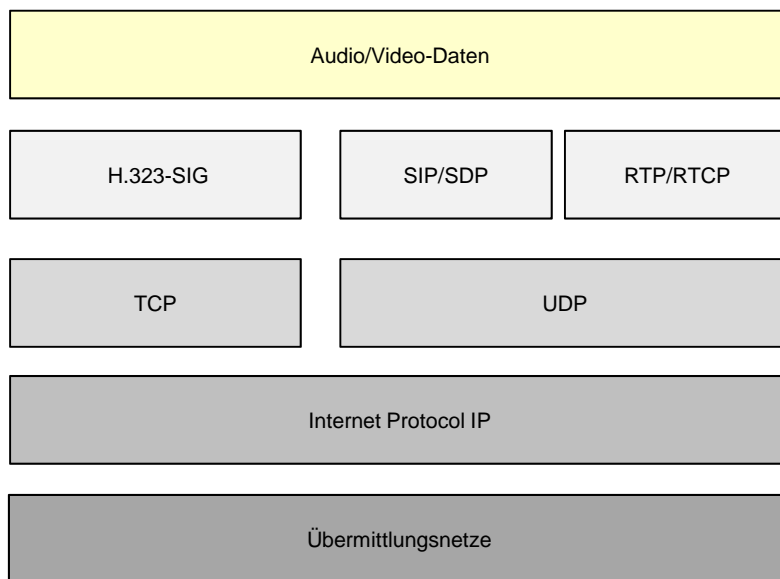 Audio/Video-Daten
H.323-SIG
SIP/SDP
RTP/RTCP
TCP
UDP
Internet Protocol IP
Übermittlungsnetze